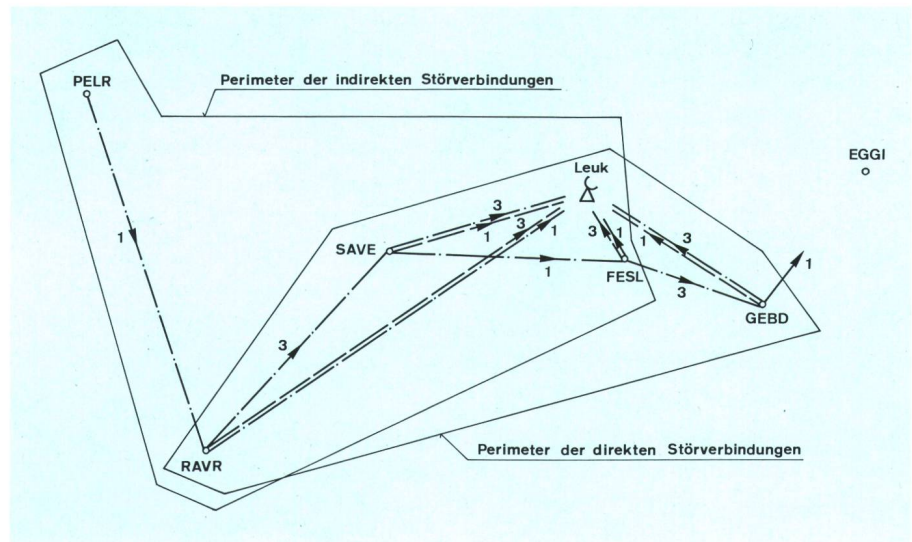 PELR
Perimeter der indirekten Störverbindungen
EGGI
Leuk
3
1
3
1
SAVE
1
3
1
1
3
1
FESL
3
1
GEBD
3
1
Perimeter der direkten Störverbindungen
RAVR